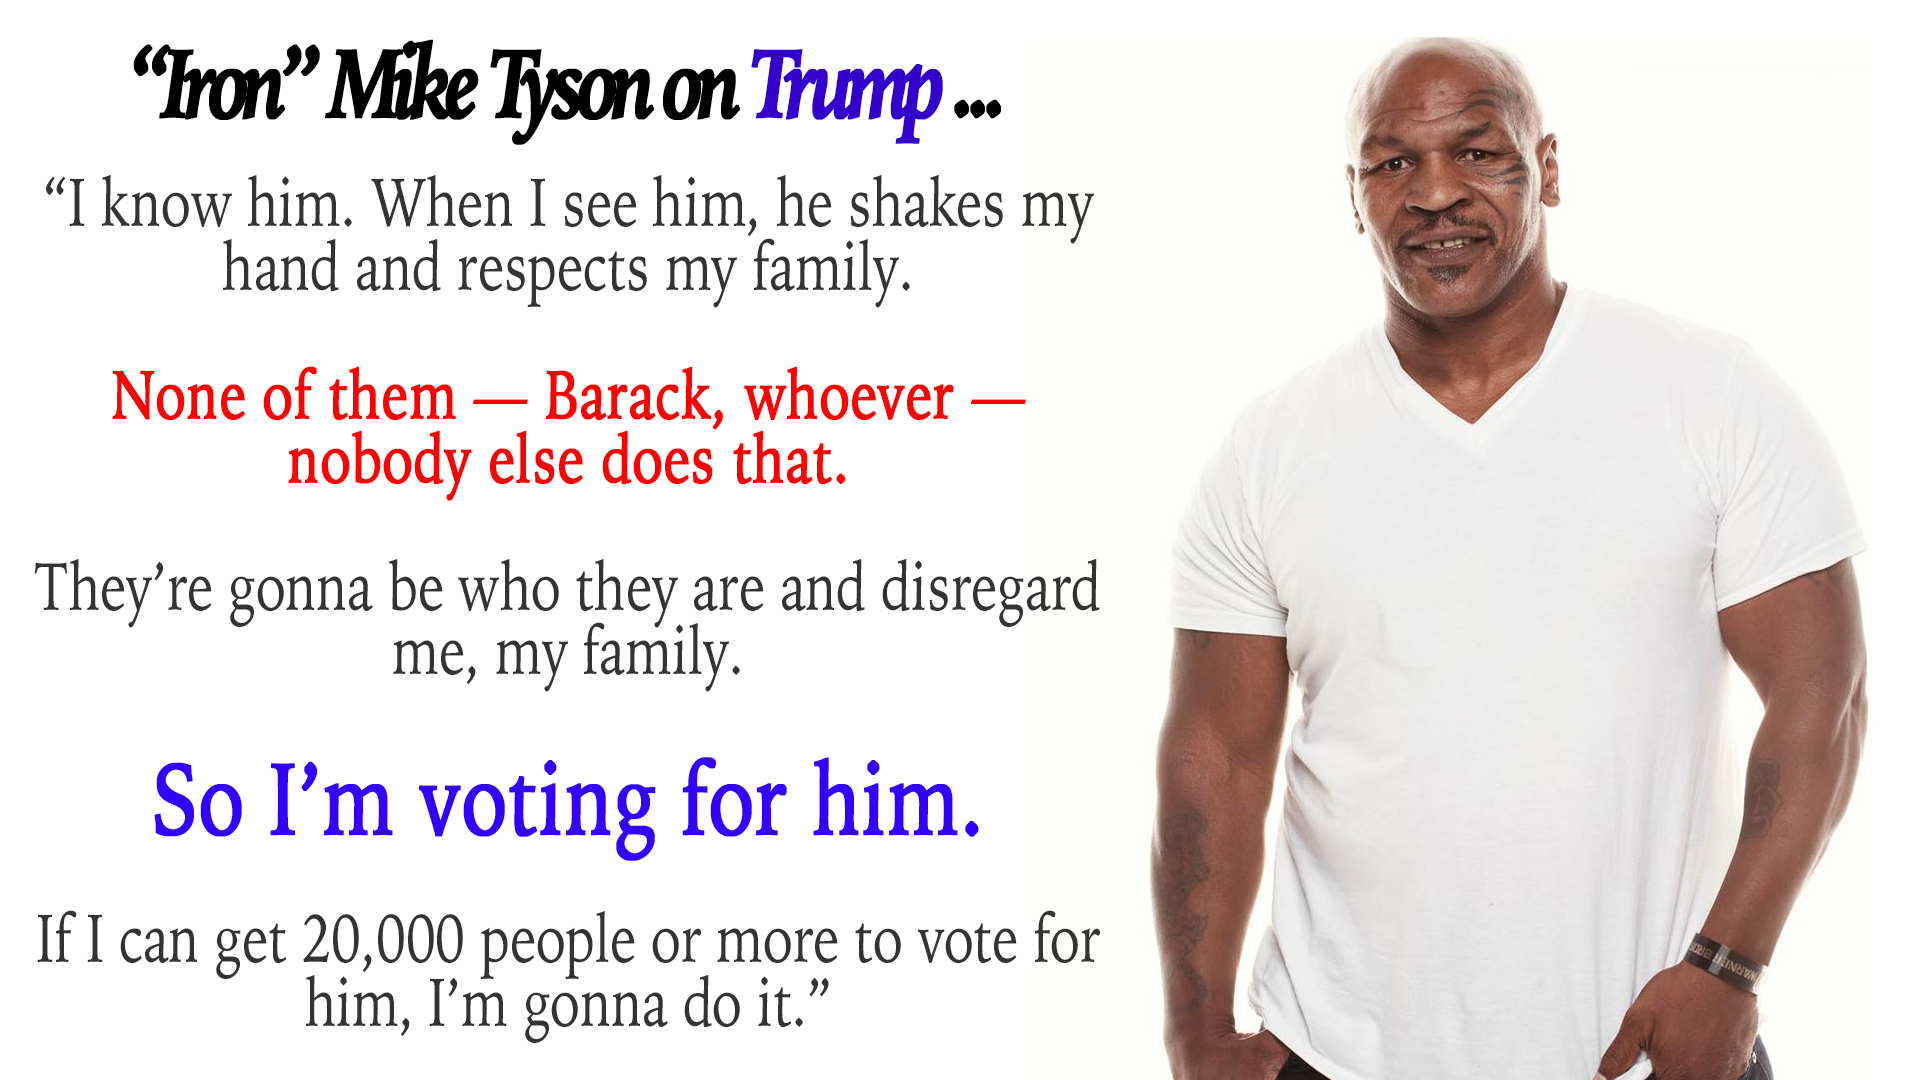 “Iron” Mike Tyson on Trump ...
“I know him. When I see him, he shakes my
hand and respects my family.
None of them — Barack, whoever —
nobody else does that.
They’re gonna be who they are and disregard
me, my family.
So I’m voting for him.
If I can get 20,000 people or more to vote for
him, I’m gonna do it.”